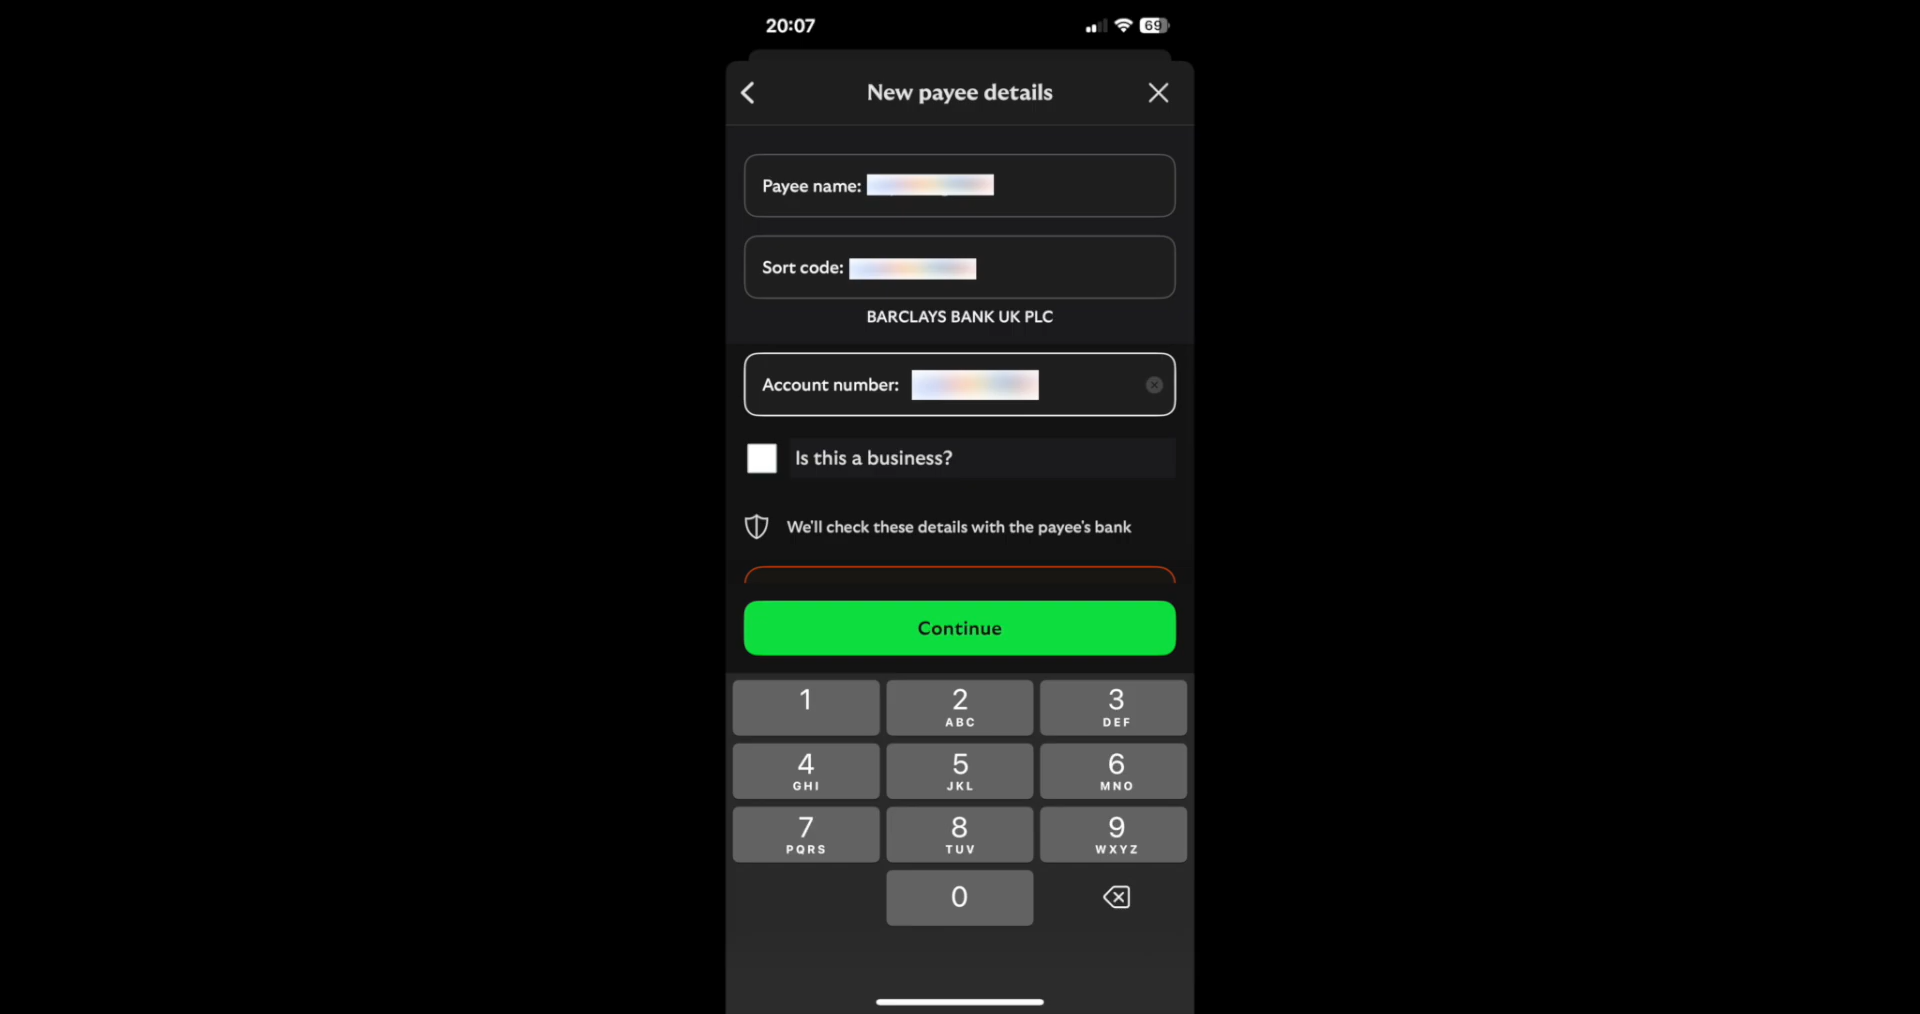 20:07
69
New payee details
Payee name:
Sort code:
BARCLAYS BANK UK PLC
Account number:
Is this a business?
We'll check these details with the payee's bank
Continue
1
2
ABC
3
DEF
4
GHI
5
JKL
6
MNO
7
PQRS
8
TUV
9
WXYZ
0